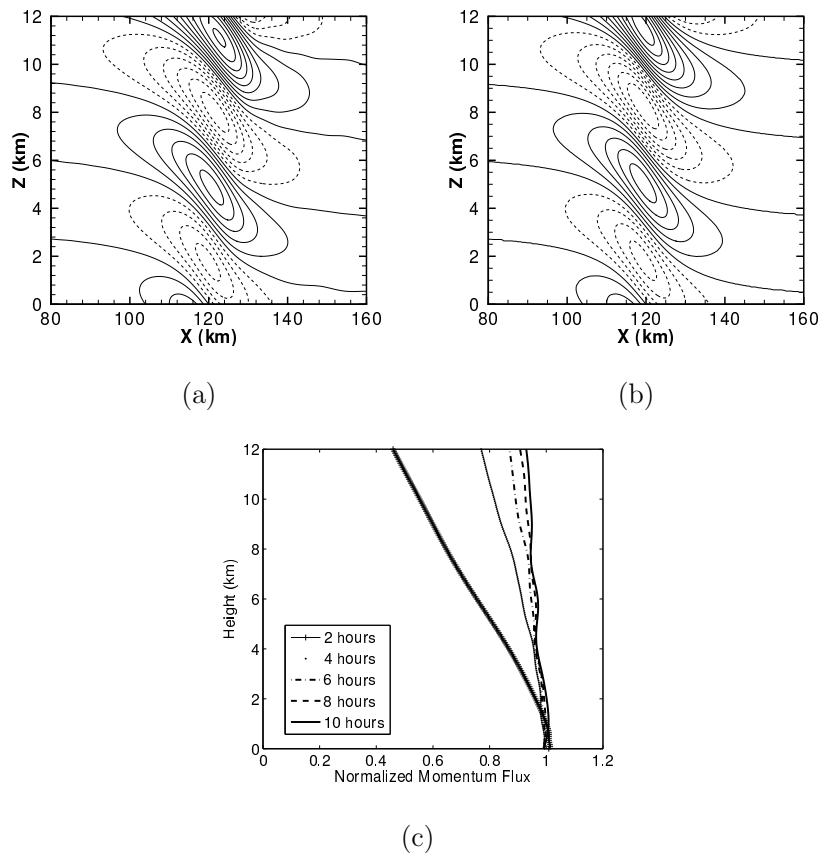 12
10
8
6
4
2
0
Z (km)
80 100 120 140 160
X (km)
(a)
12
10
8
6
4
2
0
Z (km)
80 100 120 140 160
X (km)
(b)
12
10
8
6
4
2
0
Height (km)
2 hours
4 hours
6 hours
8 hours
10 hours
0 0.2 0.4 0.6 0.8 1 1.2
Normalized Momentum Flux
(c)